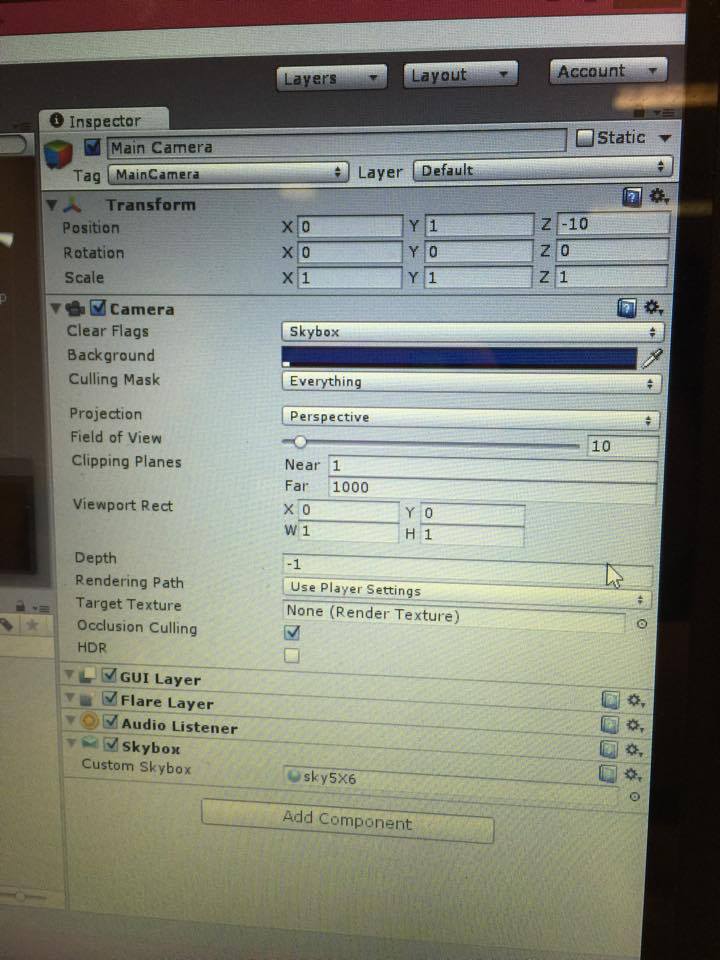 Layers Layout Account
Inspector
Main Camera Static
Tag MainCamera Layer Default
Transform
Position X 0 Y 1 Z -10
Rotation X 0 Y 0 Z 0
Scale X 1 Y 1 Z 1
Camera
Clear Flags Skybox
Background
Culling Mask Everything
Projection Perspective
Field of View 10
Clipping Planes Near 1
Far 1000
Viewport Rect X 0 Y 0
W 1 H 1
Depth -1
Rendering Path Use Player Settings
Target Texture None (Render Texture)
Occlusion Culling
HDR
GUI Layer
Flare Layer
Audio Listener
Skybox
Custom Skybox sky5X6
Add Component